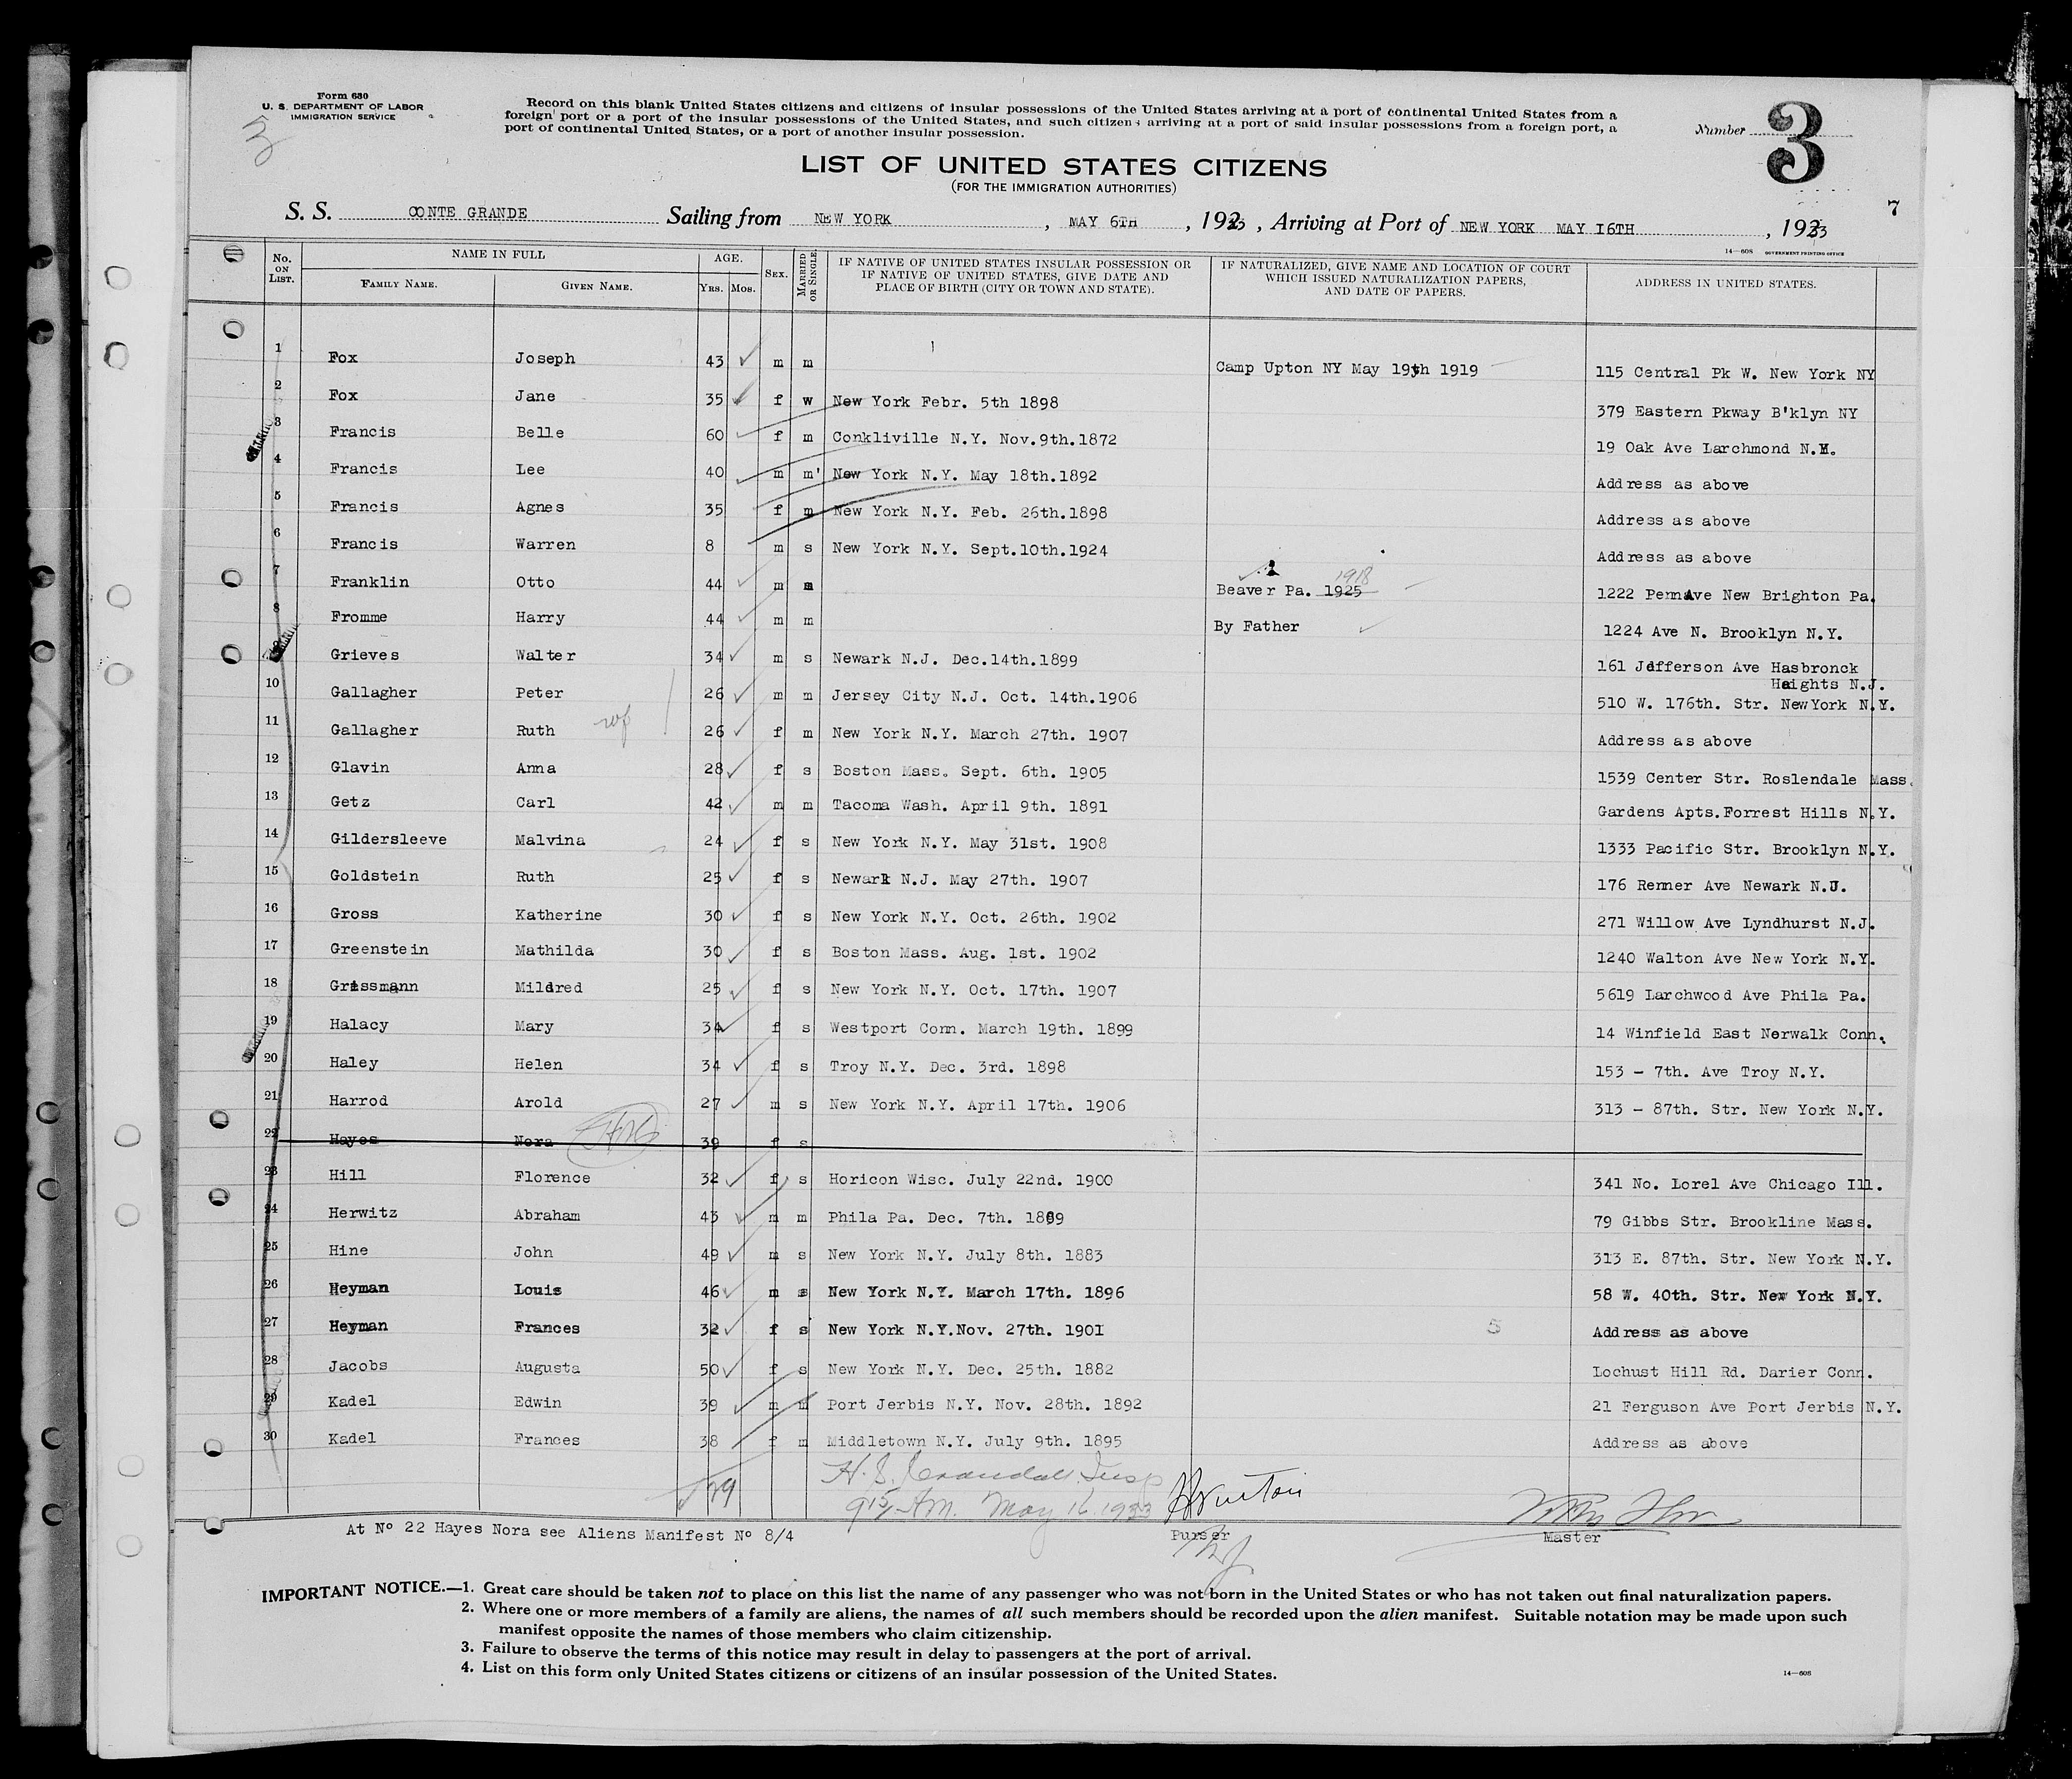 Form 630
U. S. DEPARTMENT OF LABOR
IMMIGRATION SERVICE
3
Record on this blank United States citizens and citizens of insular possessions of the United States arriving at a port of continental United States from a
foreign port or a port of the insular possessions of the United States, and such citizens arriving at a port of said insular possessions from a foreign port, a
port of continental United States, or a port of another insular possession.
Number 3
LIST OF UNITED STATES CITIZENS
(FOR THE IMMIGRATION AUTHORITIES)
7
S. S. CONTE GRANDE Sailing from NEW YORK , MAY 6TH , 1933 , Arriving at Port of NEW YORK MAY I6TH , 1933
14—608 GOVERNMENT PRINTING OFFICE
No. ON LIST. NAME IN FULL FAMILY NAME. GIVEN NAME. AGE. YRS. MOS. SEX. MARRIED OR SINGLE. IF NATIVE OF UNITED STATES INSULAR POSSESSION OR IF NATIVE OF UNITED STATES, GIVE DATE AND PLACE OF BIRTH (CITY OR TOWN AND STATE). IF NATURALIZED, GIVE NAME AND LOCATION OF COURT WHICH ISSUED NATURALIZATION PAPERS, AND DATE OF PAPERS. ADDRESS IN UNITED STATES.
1 Fox Joseph 43 m m Camp Upton NY May 19th 1919 115 Central Pk W. New York NY
2 Fox Jane 35 f w New York Febr. 5th 1898 379 Eastern Pkway B'klyn NY
3 Francis Belle 60 f m Conkliville N.Y. Nov.9th.1872 19 Oak Ave Larchmond N.Y.
4 Francis Lee 40 m m' New York N.Y. May 18th.1892 Address as above
5 Francis Agnes 35 f m New York N.Y. Feb. 26th.1898 Address as above
6 Francis Warren 8 m s New York N.Y. Sept.10th.1924 Address as above
7 Franklin Otto 44 m m Beaver Pa. 1925 1918 1222 PennAve New Brighton Pa.
8 Fromme Harry 44 m m By Father 1224 Ave N. Brooklyn N.Y.
9 Grieves Walter 34 m s Newark N.J. Dec.14th.1899 161 Jefferson Ave Hasbronck
Heights N.J.
10 Gallagher Peter 26 m m Jersey City N.J. Oct. 14th.1906 510 W. 176th. Str. NewYork N.Y.
11 Gallagher Ruth wf 26 f m New York N.Y. March 27th. 1907 Address as above
12 Glavin Anna 28 f s Boston Mass. Sept. 6th. 1905 1539 Center Str. Roslendale Mass.
13 Getz Carl 42 m m Tacoma Wash. April 9th. 1891 Gardens Apts.Forrest Hills N.Y.
14 Gildersleeve Malvina 24 f s New York N.Y. May 31st. 1908 1333 Pacific Str. Brooklyn N.Y.
15 Goldstein Ruth 25 f s Newark N.J. May 27th. 1907 176 Renner Ave Newark N.J.
16 Gross Katherine 30 f s New York N.Y. Oct. 26th. 1902 271 Willow Ave Lyndhurst N.J.
17 Greenstein Mathilda 30 f s Boston Mass. Aug. 1st. 1902 1240 Walton Ave New York N.Y.
18 Mildred 25 f s New York N.Y. Oct. 17th. 1907 5619 Larchwood Ave Phila Pa.
19 Halacy Mary 34 f s Westport Conn. March 19th. 1899 14 Winfield East Norwalk Conn.
20 Haley Helen 34 f s Troy N.Y. Dec. 3rd. 1898 153 - 7th. Ave Troy N.Y.
21 Harrod Arold 27 m s New York N.Y. April 17th. 1906 313 - 87th. Str. New York N.Y.
22 Hayes Nora 39 f s
23 Hill Florence 32 f s Horicon Wisc. July 22nd. 1900 341 No. Lorel Ave Chicago Ill.
24 Herwitz Abraham 43 m m Phila Pa. Dec. 7th. 1889 79 Gibbs Str. Brookline Mass.
25 Hine John 49 m s New York N.Y. July 8th. 1883 313 E. 87th. Str. New York N.Y.
26 Heyman Louis 46 m s New York N.Y. March 17th. 1896 58 W. 40th. Str. New York N.Y.
27 Heyman Frances 32 f s New York N.Y.Nov. 27th. 190I Address as above
28 Jacobs Augusta 50 f s New York N.Y. Dec. 25th. 1882 Lochust Hill Rd. Darier Conn.
29 Kadel Edwin 39 m m Port Jerbis N.Y. Nov. 28th. 1892 21 Ferguson Ave Port Jerbis N.Y.
30 Kadel Frances 38 f m Middletown N.Y. July 9th. 1895 Address as above
29 H. S. Crandall Insp
9 15 AM. May 16. 1933
At Nº 22 Hayes Nora see Aliens Manifest Nº 8/4 Purser Master
IMPORTANT NOTICE.—1. Great care should be taken not to place on this list the name of any passenger who was not born in the United States or who has not taken out final naturalization papers.
2. Where one or more members of a family are aliens, the names of all such members should be recorded upon the alien manifest. Suitable notation may be made upon such
manifest opposite the names of those members who claim citizenship.
3. Failure to observe the terms of this notice may result in delay to passengers at the port of arrival.
4. List on this form only United States citizens or citizens of an insular possession of the United States.
14—608